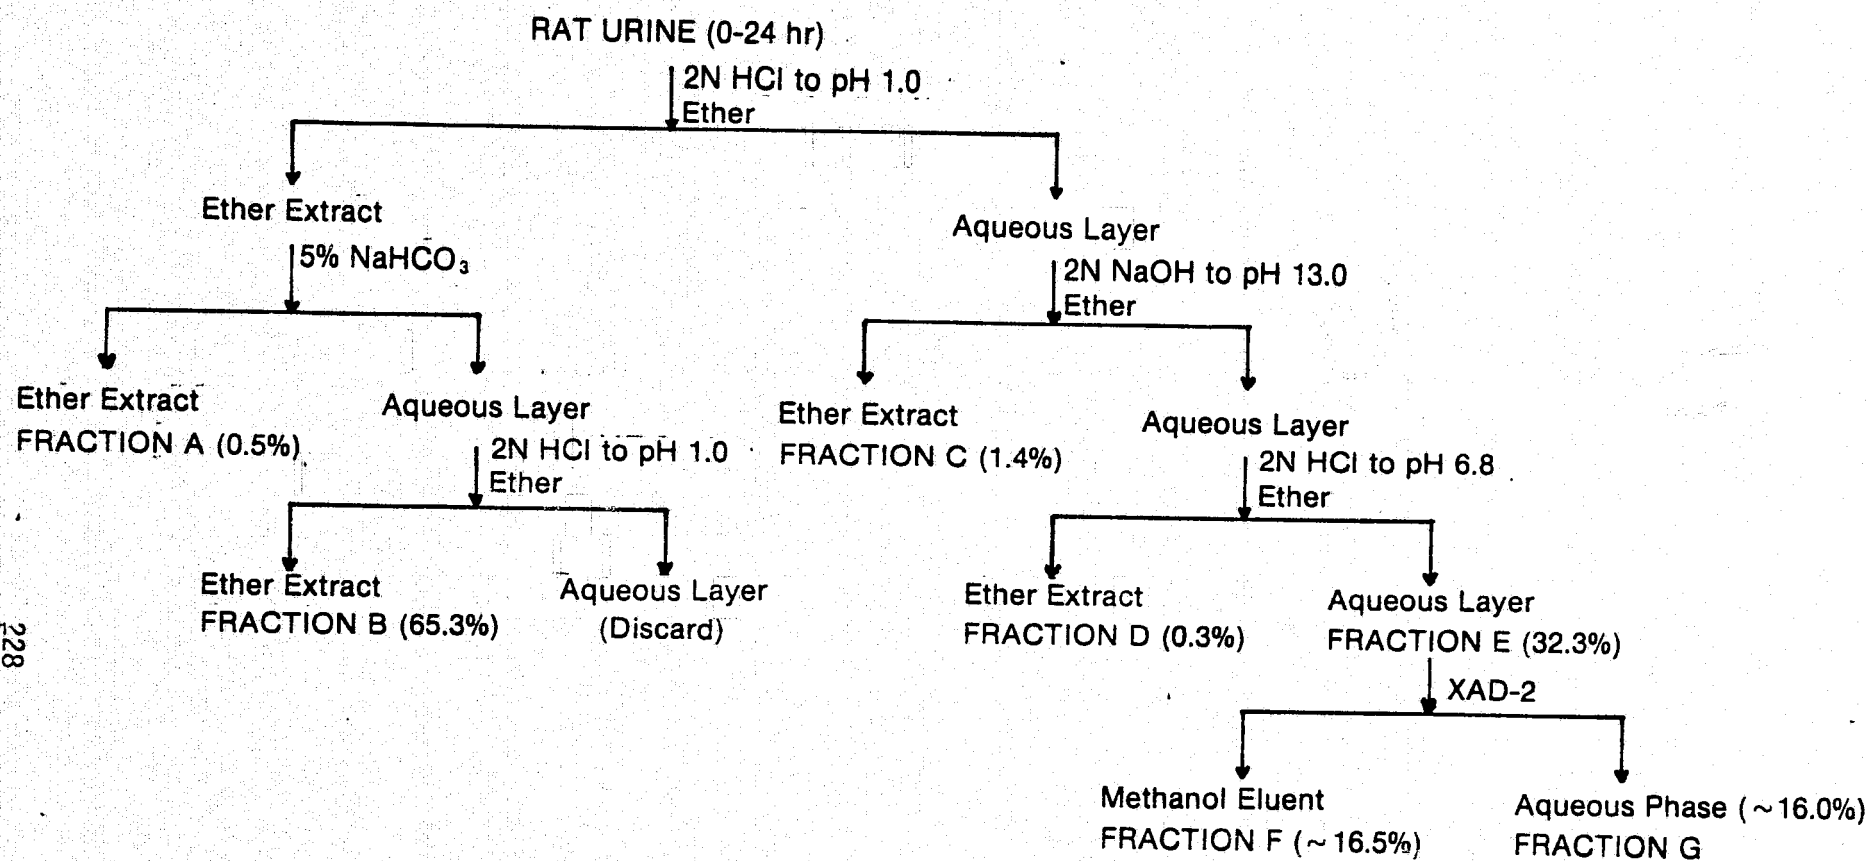 RAT URINE (0-24 hr)
2N HCl to pH 1.0
Ether
Ether Extract
5% NaHCO₃
Aqueous Layer
2N NaOH to pH 13.0
Ether
Ether Extract
FRACTION A (0.5%)
Aqueous Layer
2N HCl to pH 1.0
Ether
Ether Extract
FRACTION C (1.4%)
Aqueous Layer
2N HCl to pH 6.8
Ether
Ether Extract
FRACTION B (65.3%)
Aqueous Layer
(Discard)
Ether Extract
FRACTION D (0.3%)
Aqueous Layer
FRACTION E (32.3%)
XAD-2
Methanol Eluent
FRACTION F (~16.5%)
Aqueous Phase (~16.0%)
FRACTION G
228